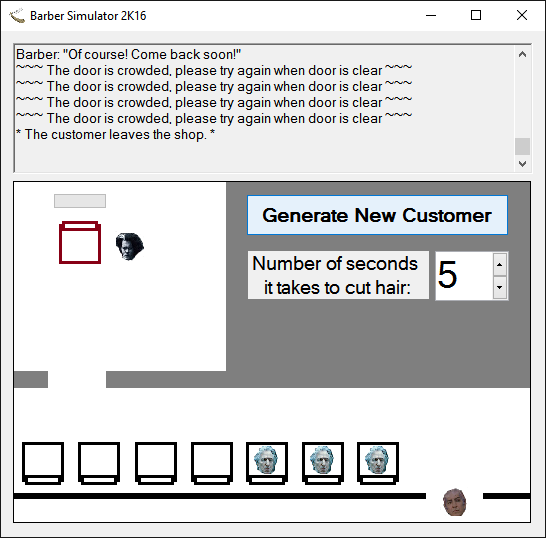 Barber Simulator 2K16
Barber: "Of course! Come back soon!"
~~~ The door is crowded, please try again when door is clear ~~~
~~~ The door is crowded, please try again when door is clear ~~~
~~~ The door is crowded, please try again when door is clear ~~~
~~~ The door is crowded, please try again when door is clear ~~~
* The customer leaves the shop. *
Generate New Customer
Number of seconds
it takes to cut hair:
5